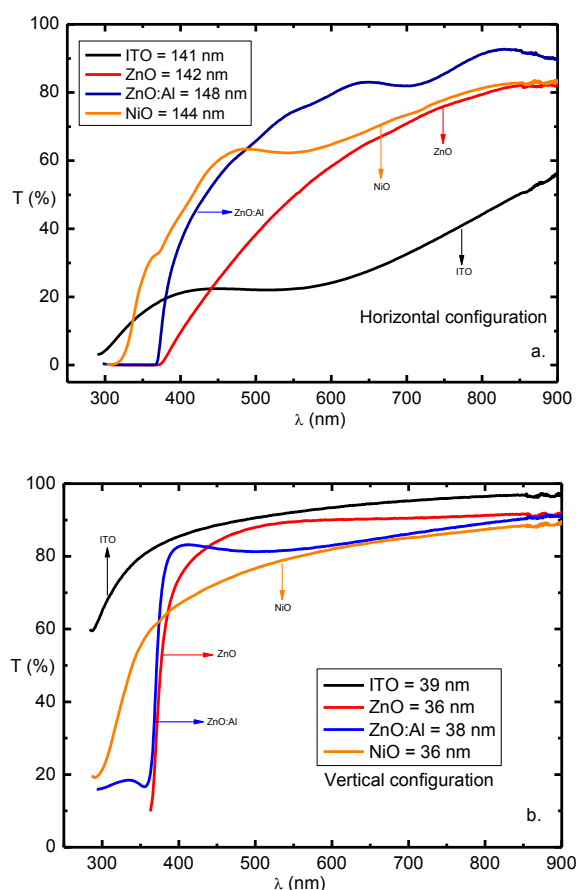 100
80
60
40
20
0
T (%)
ITO = 141 nm
ZnO = 142 nm
ZnO:Al = 148 nm
NiO = 144 nm
ZnO:Al
NiO
ZnO
ITO
Horizontal configuration
a.
300 400 500 600 700 800 900
λ (nm)
100
80
60
40
20
0
T (%)
ITO
NiO
ZnO
ZnO:Al
ITO = 39 nm
ZnO = 36 nm
ZnO:Al = 38 nm
NiO = 36 nm
Vertical configuration
b.
300 400 500 600 700 800 900
λ (nm)